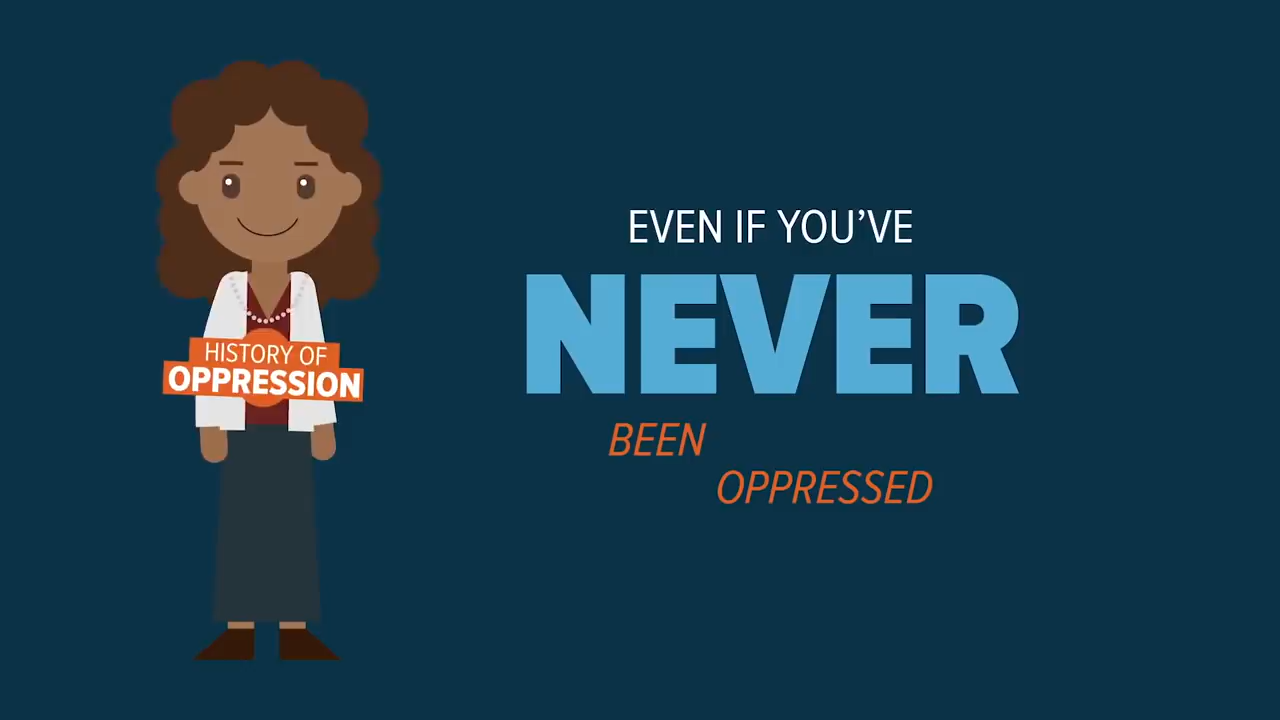 HISTORY OF
OPPRESSION
EVEN IF YOU'VE
NEVER
BEEN
OPPRESSED